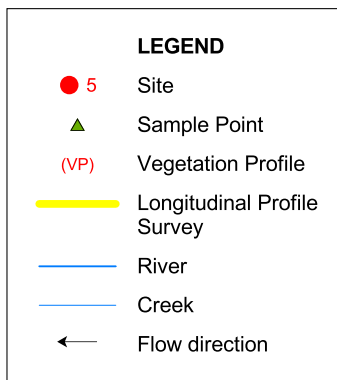 LEGEND
5 Site
Sample Point
(VP) Vegetation Profile
Longitudinal Profile
Survey
River
Creek
Flow direction